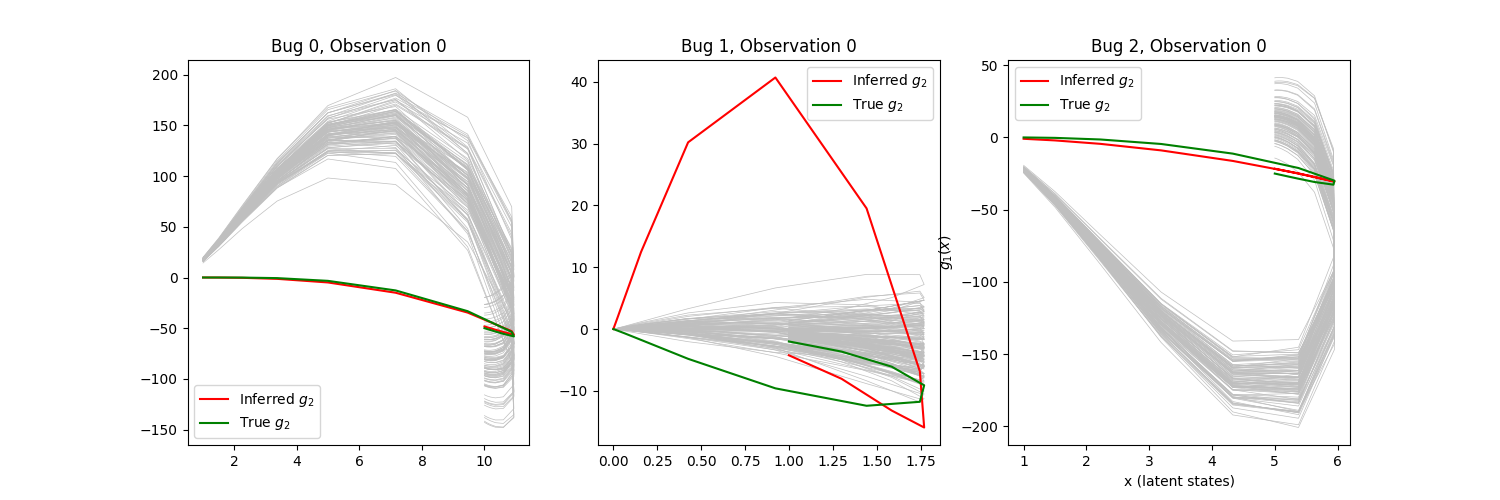 Bug 0, Observation 0
200
150
100
50
0
−50
−100
−150
2 4 6 8 10
Inferred g₂
True g₂
Bug 1, Observation 0
40
30
20
10
0
−10
0.00 0.25 0.50 0.75 1.00 1.25 1.50 1.75
Inferred g₂
True g₂
Bug 2, Observation 0
50
0
−50
−100
−150
−200
1 2 3 4 5 6
g₁(x)
x (latent states)
Inferred g₂
True g₂